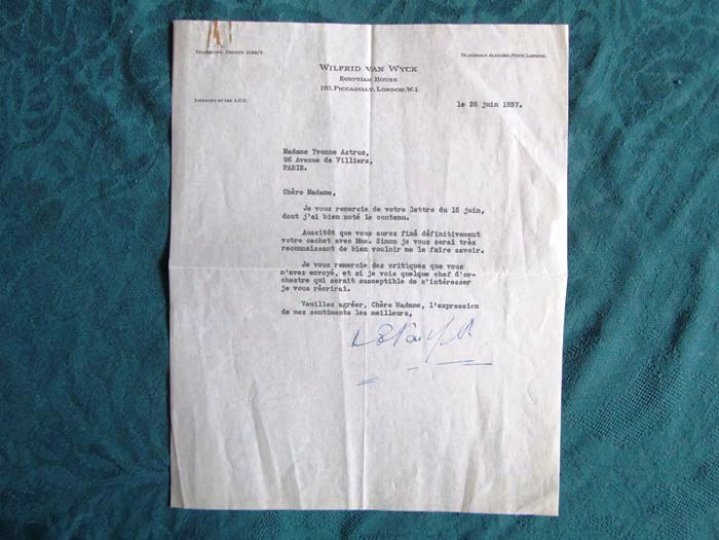 WILFRID VAN WYCK
EGYPTIAN HOUSE
PICCADILLY, LONDON, W.1
LICENSED BY THE L.C.C.
le 26 juin 1937.
Madame Yvonne Astruc,
96 Avenue de Villiers,
PARIS.
Chère Madame,
Je vous remercie de votre lettre du 15 juin,
dont j'ai bien noté le contenu.
Aussitôt que vous aurez fixé définitivement
votre cachet avec Mme. Simon je vous serai très
reconnaissant de bien vouloir me le faire savoir.
Je vous remercie des critiques que vous
m'avez envoyé, et si je vois quelque chef d'or-
chestre qui serait susceptible de s'intéresser
je vous récrirai.
Veuillez agréer, Chère Madame, l'expression
de mes sentiments les meilleurs,